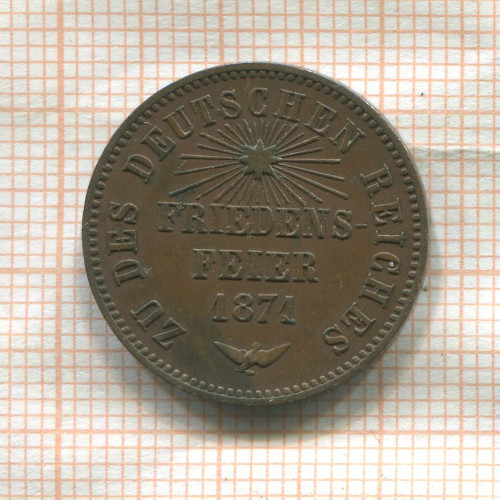 ZU DES DEUTSCHEN REICHES
FRIEDENS-
FEIER
1871